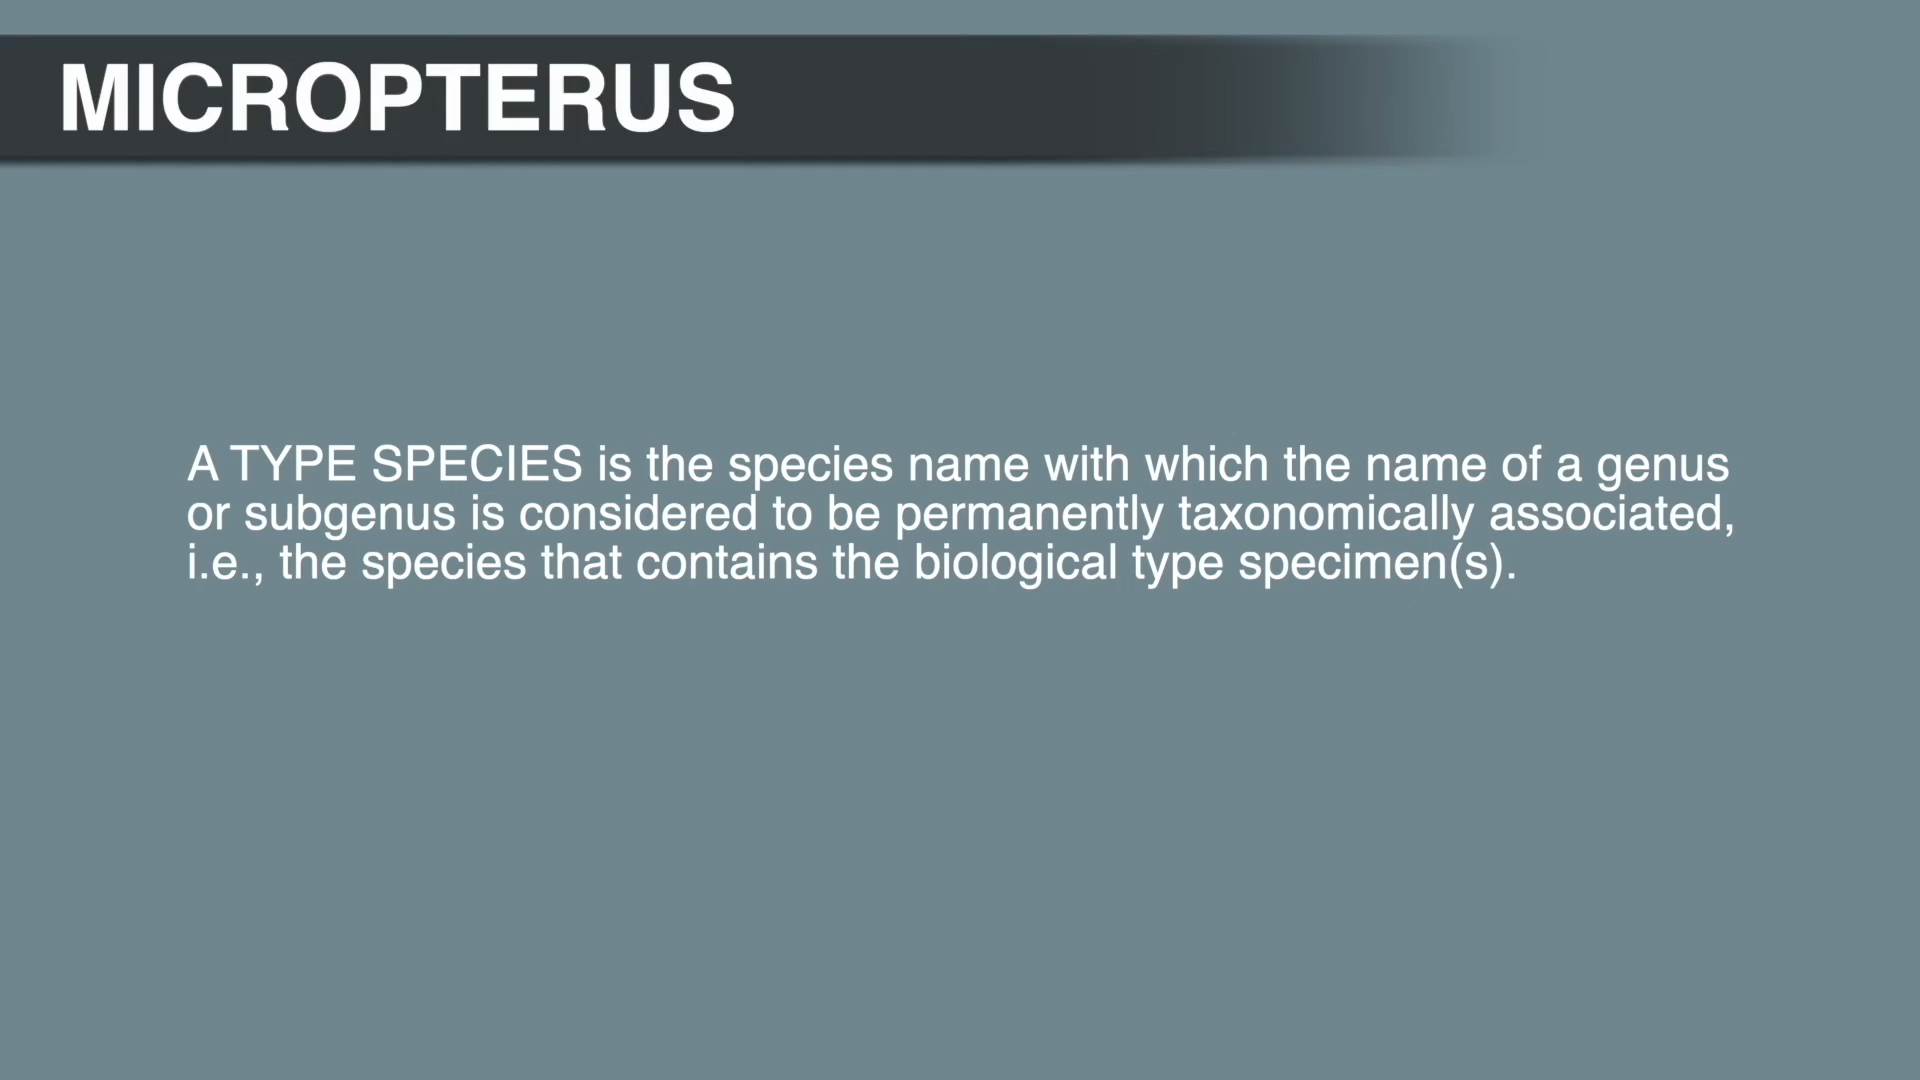 MICROPTERUS
A TYPE SPECIES is the species name with which the name of a genus
or subgenus is considered to be permanently taxonomically associated,
i.e., the species that contains the biological type specimen(s).